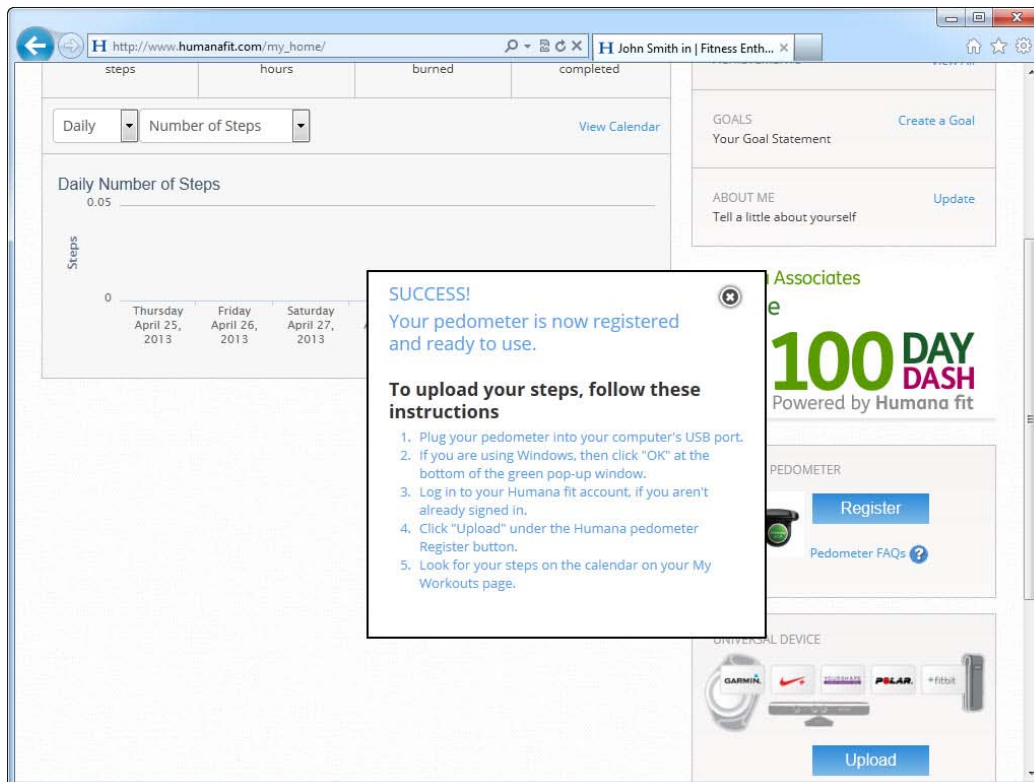 http://www.humanafit.com/my_home/
John Smith in | Fitness Enth...
steps hours burned completed
Daily Number of Steps View Calendar
Daily Number of Steps
0.05
Steps
0
Thursday April 25, 2013
Friday April 26, 2013
Saturday April 27, 2013
View All
GOALS Create a Goal
Your Goal Statement
ABOUT ME Update
Tell a little about yourself
SUCCESS!
Your pedometer is now registered
and ready to use.
To upload your steps, follow these
instructions
1. Plug your pedometer into your computer's USB port.
2. If you are using Windows, then click "OK" at the
bottom of the green pop-up window.
3. Log in to your Humana fit account, if you aren't
already signed in.
4. Click "Upload" under the Humana pedometer
Register button.
5. Look for your steps on the calendar on your My
Workouts page.
Associates
100 DAY
DASH
Powered by Humana fit
PEDOMETER
Register
Pedometer FAQs
UNIVERSAL DEVICE
GARMIN. POLAR. fitbit
Upload